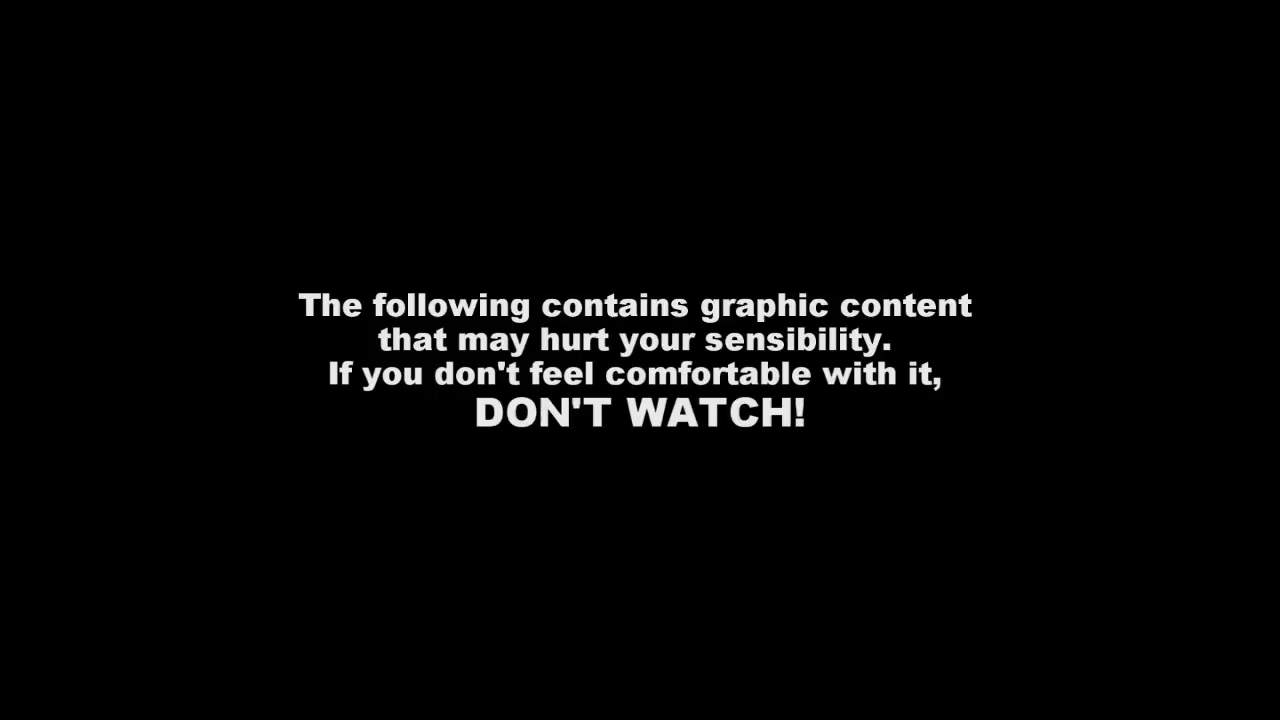 The following contains graphic content
that may hurt your sensibility.
If you don't feel comfortable with it,
DON'T WATCH!